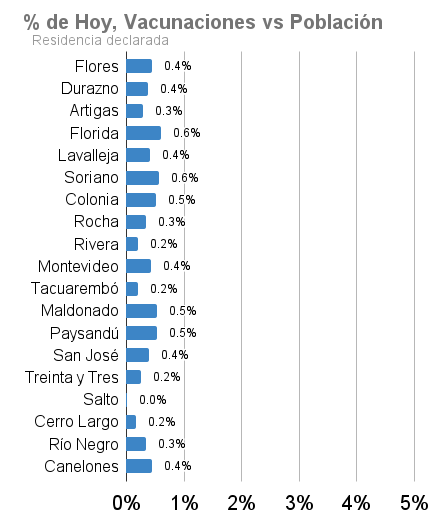 % de Hoy, Vacunaciones vs Población
Residencia declarada
Flores 0.4%
Durazno 0.4%
Artigas 0.3%
Florida 0.6%
Lavalleja 0.4%
Soriano 0.6%
Colonia 0.5%
Rocha 0.3%
Rivera 0.2%
Montevideo 0.4%
Tacuarembó 0.2%
Maldonado 0.5%
Paysandú 0.5%
San José 0.4%
Treinta y Tres 0.2%
Salto 0.0%
Cerro Largo 0.2%
Río Negro 0.3%
Canelones 0.4%
0% 1% 2% 3% 4% 5%